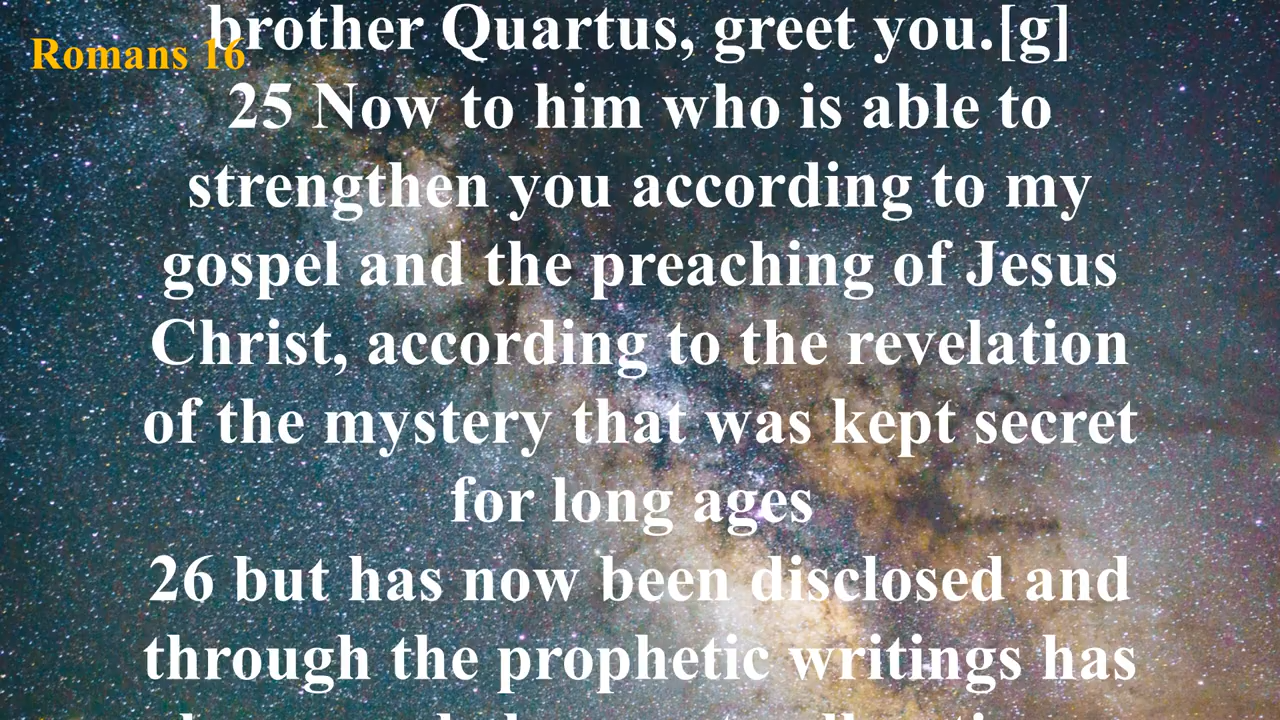 brother Quartus, greet you.[g]
Romans 16
25 Now to him who is able to
strengthen you according to my
gospel and the preaching of Jesus
Christ, according to the revelation
of the mystery that was kept secret
for long ages
26 but has now been disclosed and
through the prophetic writings has